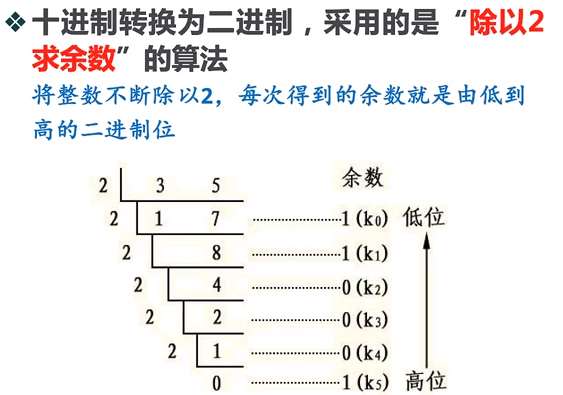 ❖十进制转换为二进制，采用的是“除以2
求余数”的算法
将整数不断除以2，每次得到的余数就是由低到
高的二进制位
2 3 5 余数
2 1 7 1(k0) 低位
2 8 1(k1)
2 4 0(k2)
2 2 0(k3)
2 1 0(k4)
0 1(k5) 高位